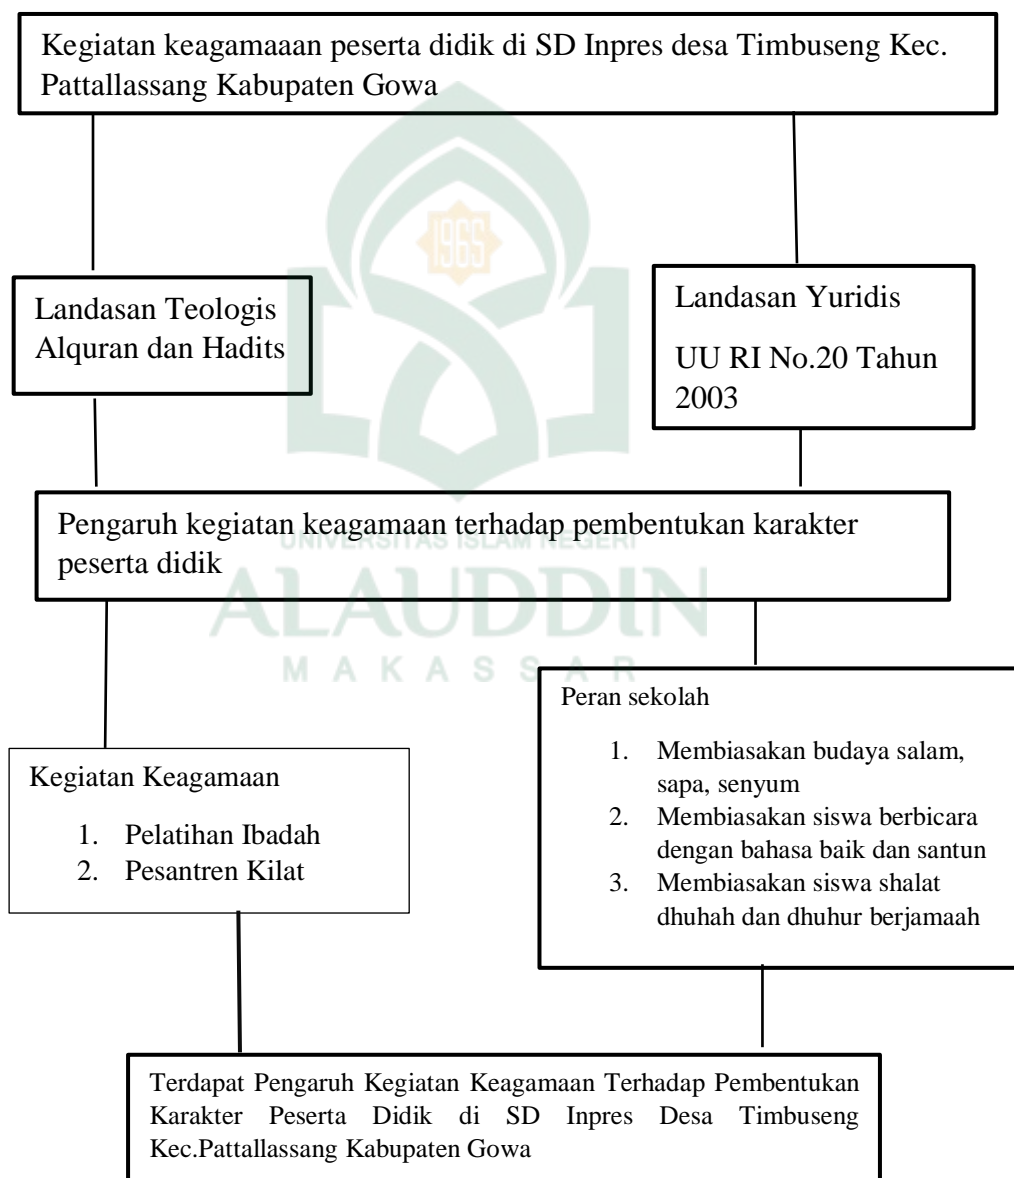 Kegiatan keagamaaan peserta didik di SD Inpres desa Timbuseng Kec.
Pattallassang Kabupaten Gowa
1965
Landasan Teologis
Alquran dan Hadits
Landasan Yuridis
UU RI No.20 Tahun
2003
Pengaruh kegiatan keagamaan terhadap pembentukan karakter
peserta didik
UNIVERSITAS ISLAM NEGERI
ALAUDDIN
MAKASSAR
Kegiatan Keagamaan
1. Pelatihan Ibadah
2. Pesantren Kilat
Peran sekolah
1. Membiasakan budaya salam,
sapa, senyum
2. Membiasakan siswa berbicara
dengan bahasa baik dan santun
3. Membiasakan siswa shalat
dhuhah dan dhuhur berjamaah
Terdapat Pengaruh Kegiatan Keagamaan Terhadap Pembentukan
Karakter Peserta Didik di SD Inpres Desa Timbuseng
Kec.Pattallassang Kabupaten Gowa